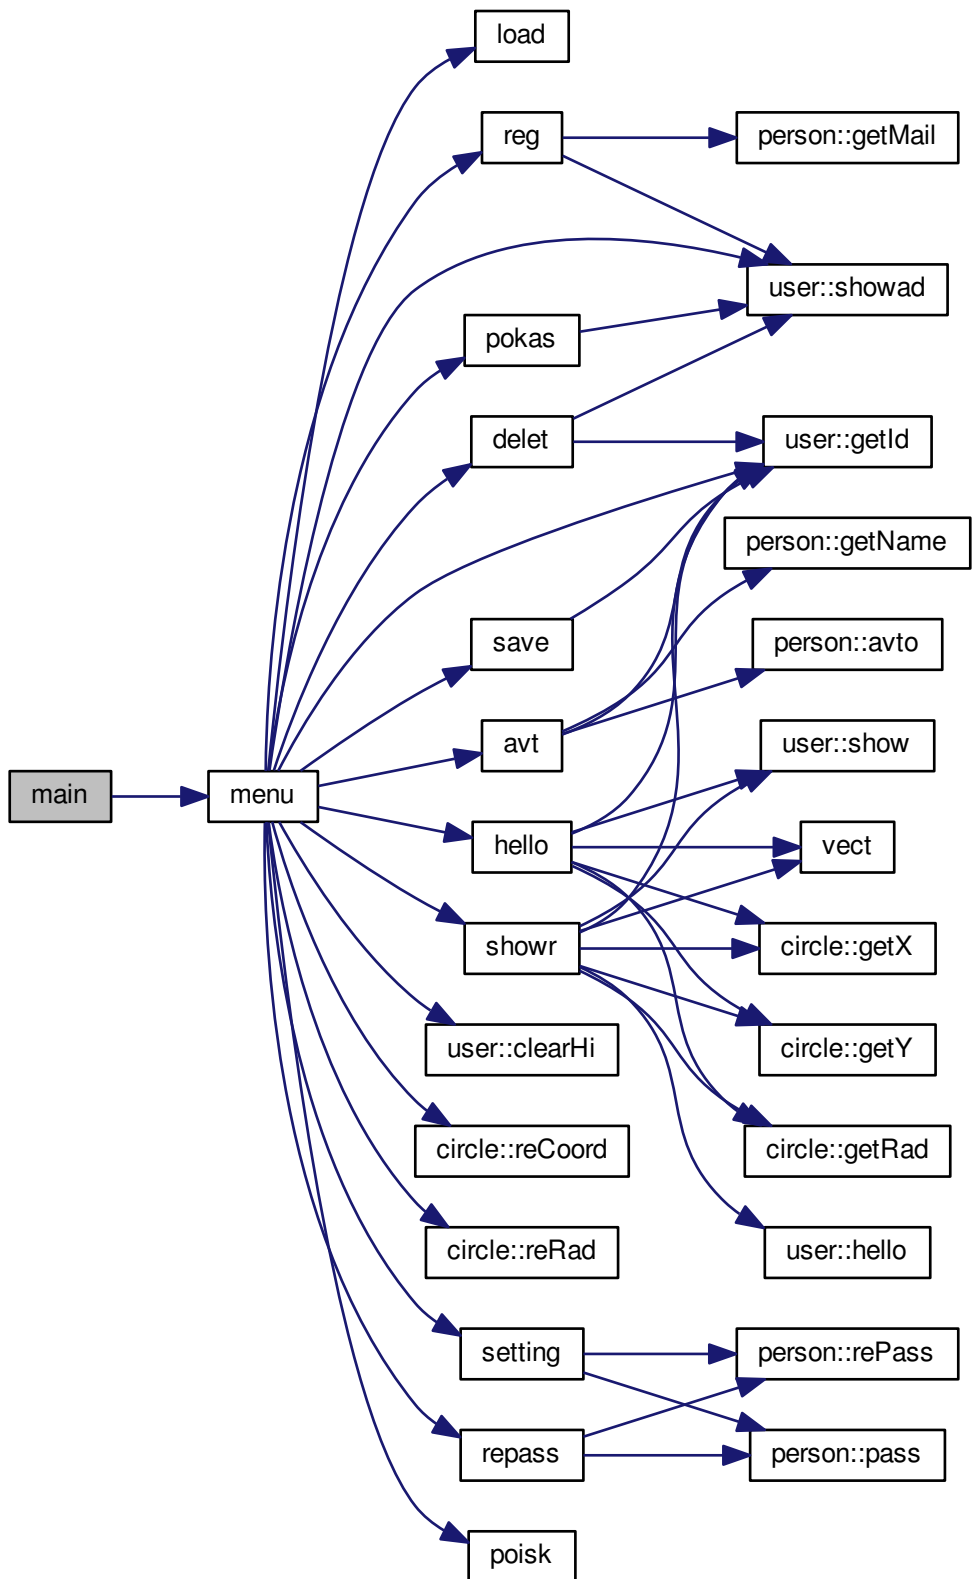 load
reg
person::getMail
user::showad
pokas
delet
user::getId
person::getName
save
person::avto
avt
user::show
main
menu
hello
vect
showr
circle::getX
user::clearHi
circle::getY
circle::reCoord
circle::getRad
circle::reRad
user::hello
setting
person::rePass
repass
person::pass
poisk